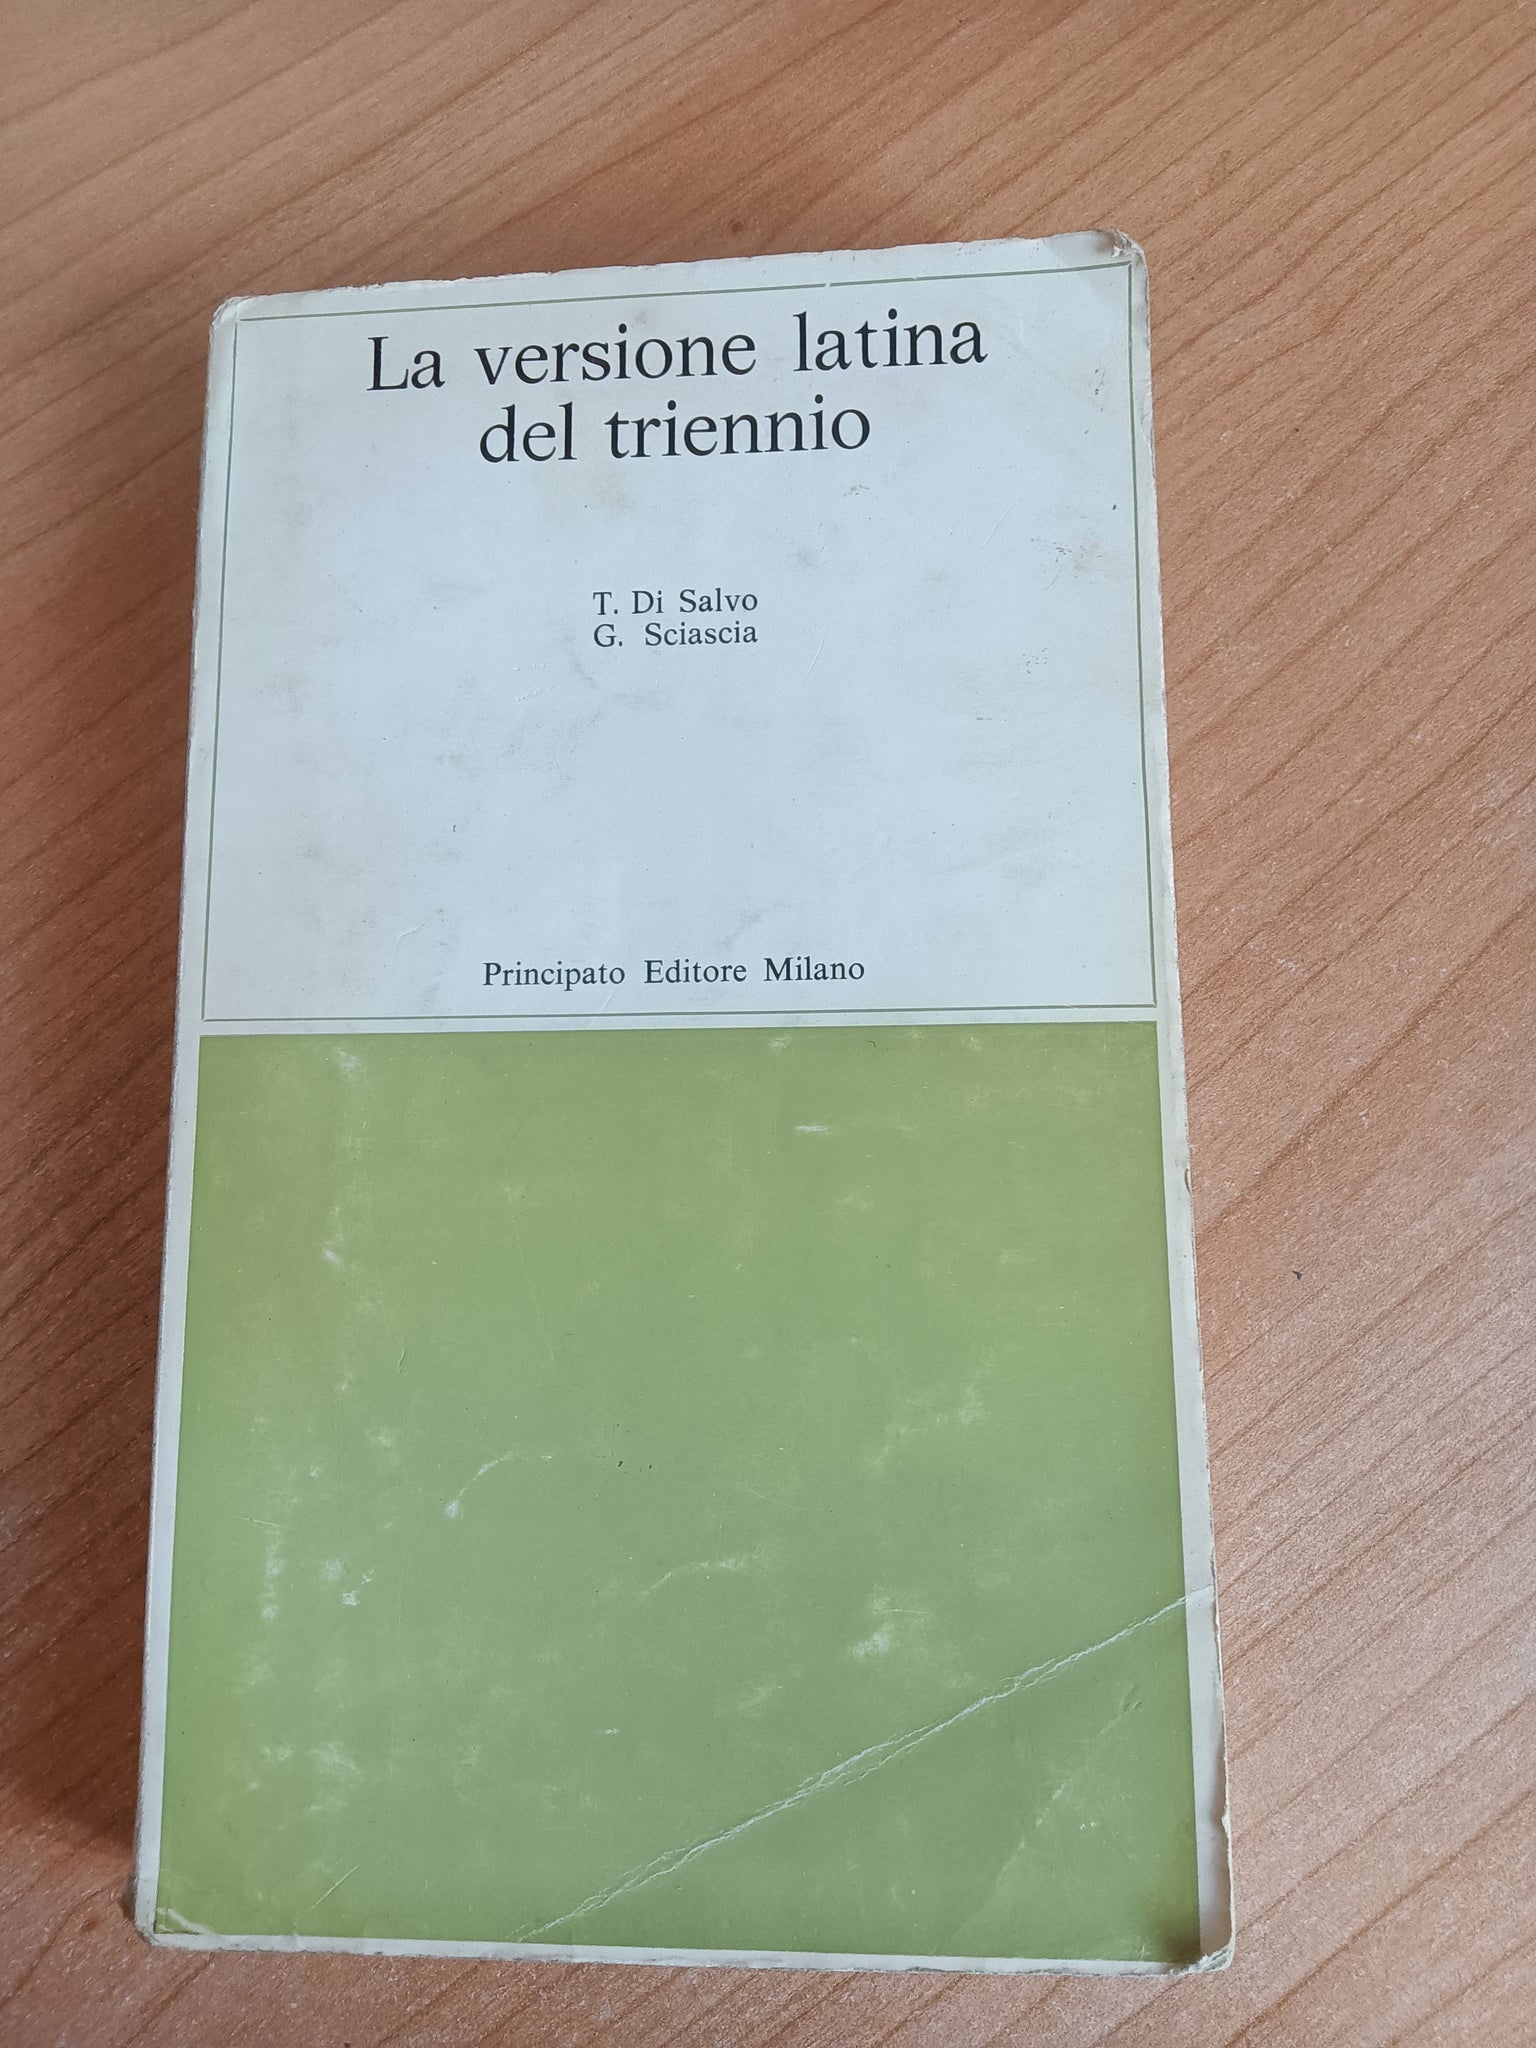 La versione latina
del triennio
T. Di Salvo
G. Sciascia
Principato Editore Milano